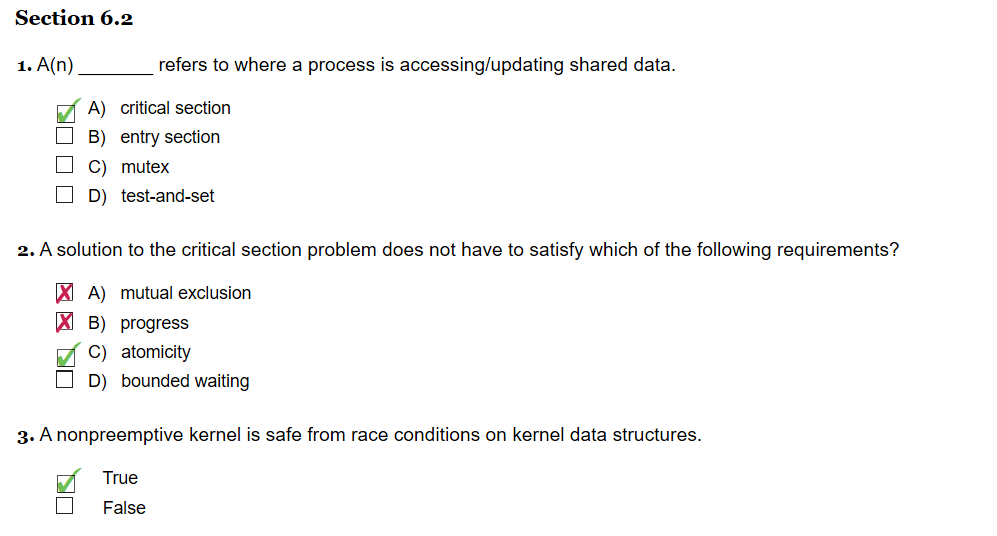 Section 6.2
1. A(n) _______ refers to where a process is accessing/updating shared data.
A) critical section
B) entry section
C) mutex
D) test-and-set
2. A solution to the critical section problem does not have to satisfy which of the following requirements?
A) mutual exclusion
B) progress
C) atomicity
D) bounded waiting
3. A nonpreemptive kernel is safe from race conditions on kernel data structures.
True
False